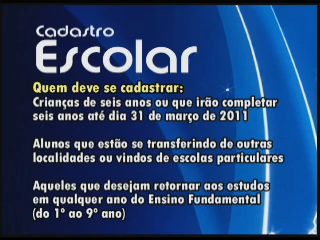 Cadastro
Escolar
Quem deve se cadastrar:
Crianças de seis anos ou que irão completar
seis anos até dia 31 de março de 2011
Alunos que estão se transferindo de outras
localidades ou vindos de escolas particulares
Aqueles que desejam retornar aos estudos
em qualquer ano do Ensino Fundamental
(do 1º ao 9º ano)